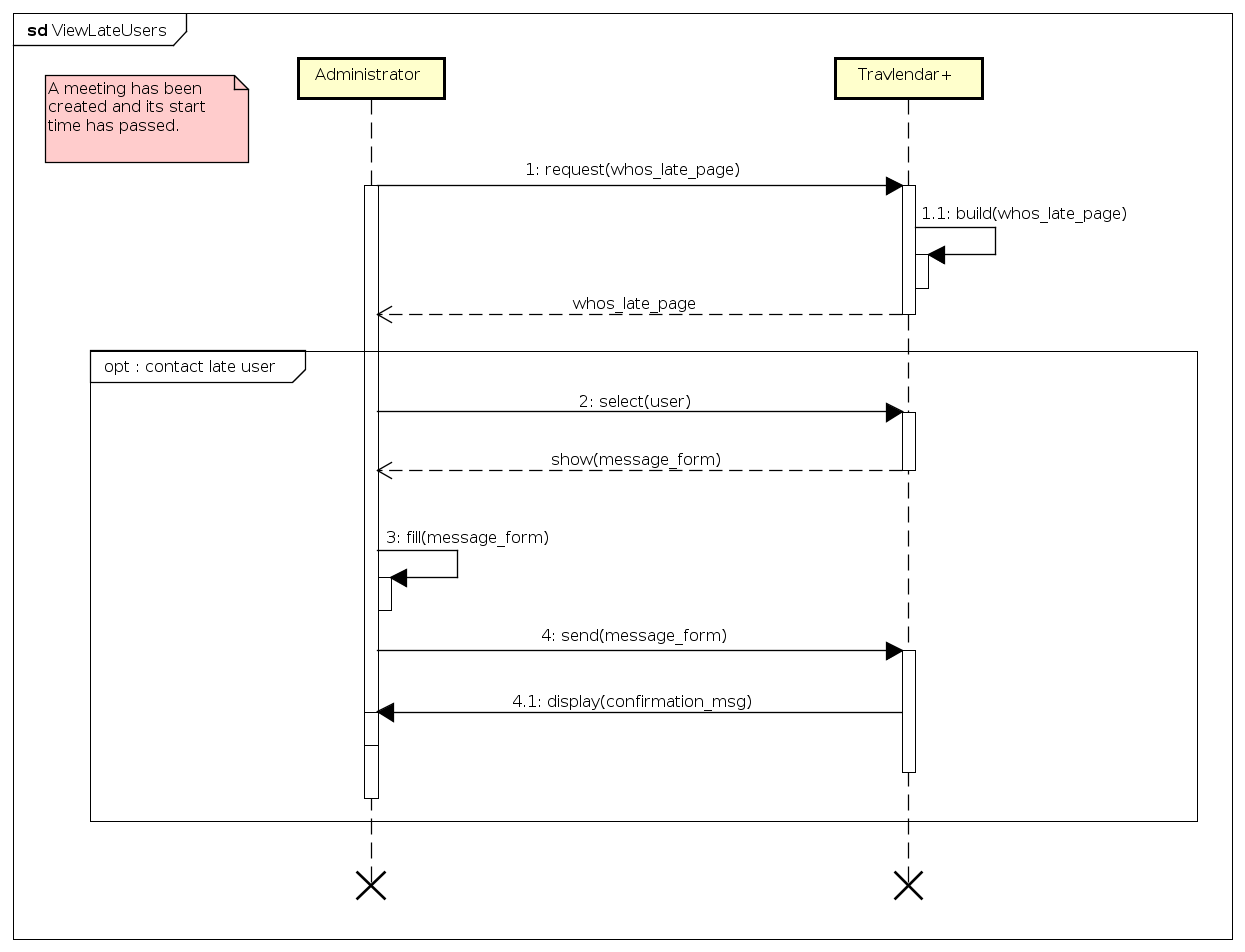 sd ViewLateUsers
A meeting has been
created and its start
time has passed.
Administrator
Travlendar+
1: request(whos_late_page)
1.1: build(whos_late_page)
whos_late_page
opt : contact late user
2: select(user)
show(message_form)
3: fill(message_form)
4: send(message_form)
4.1: display(confirmation_msg)